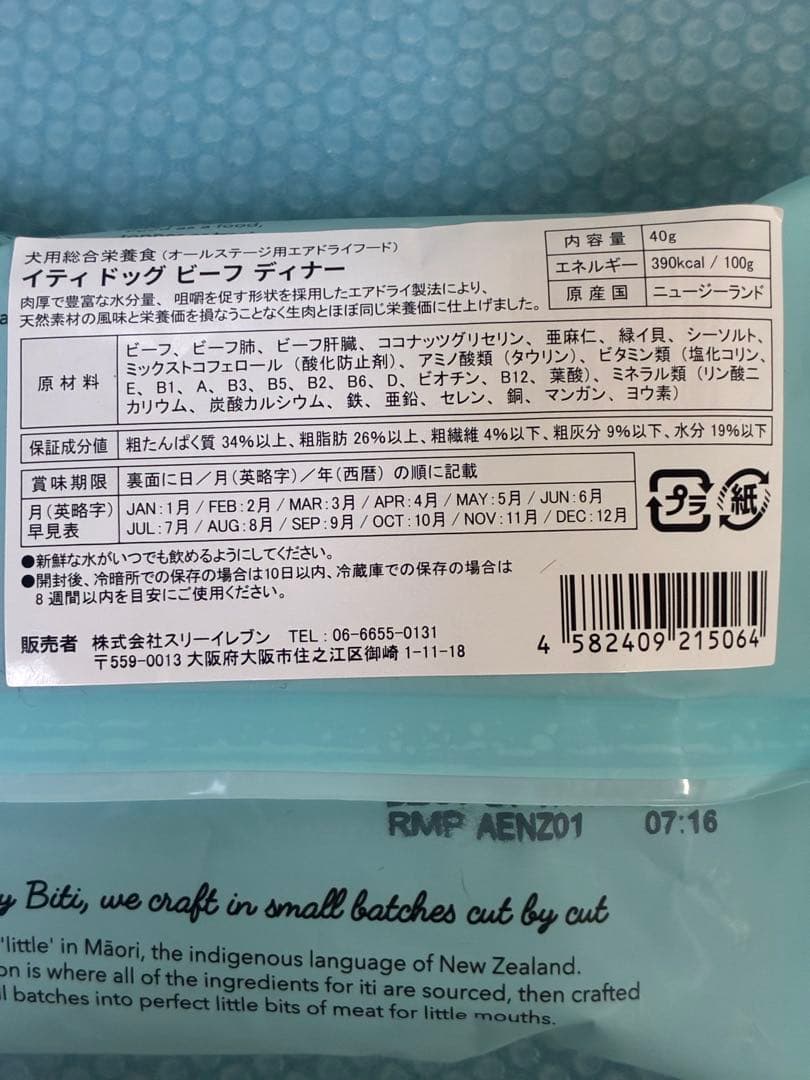 犬用総合栄養食（オールステージ用エアドライフード）
イティ ドッグ ビーフ ディナー
肉厚で豊富な水分量、咀嚼を促す形状を採用したエアドライ製法により、
天然素材の風味と栄養価を損なうことなく生肉とほぼ同じ栄養価に仕上げました。
内容量 40g
エネルギー 390kcal / 100g
原産国 ニュージーランド
原材料
ビーフ、ビーフ肺、ビーフ肝臓、ココナッツグリセリン、亜麻仁、緑イ貝、シーソルト、
ミックストコフェロール（酸化防止剤）、アミノ酸類（タウリン）、ビタミン類（塩化コリン、
E、B1、A、B3、B5、B2、B6、D、ビオチン、B12、葉酸）、ミネラル類（リン酸ニ
カリウム、炭酸カルシウム、鉄、亜鉛、セレン、銅、マンガン、ヨウ素）
保証成分値 粗たんぱく質 34%以上、粗脂肪 26%以上、粗繊維 4%以下、粗灰分 9%以下、水分 19%以下
賞味期限 裏面に日／月（英略字）／年（西暦）の順に記載
月（英略字）早見表
JAN：1月 / FEB：2月 / MAR：3月 / APR：4月 / MAY：5月 / JUN：6月
JUL：7月 / AUG：8月 / SEP：9月 / OCT：10月 / NOV：11月 / DEC：12月
プラ 紙
●新鮮な水がいつでも飲めるようにしてください。
●開封後、冷暗所での保存の場合は10日以内、冷蔵庫での保存の場合は
8週間以内を目安にご使用ください。
販売者 株式会社スリーイレブン TEL：06-6655-0131
〒559-0013 大阪府大阪市住之江区御崎 1-11-18
4 582409 215064
RMP AENZ01 07:16
y Biti, we craft in small batches cut by cut
'little' in Māori, the indigenous language of New Zealand.
on is where all of the ingredients for iti are sourced, then crafted
l batches into perfect little bits of meat for little mouths.